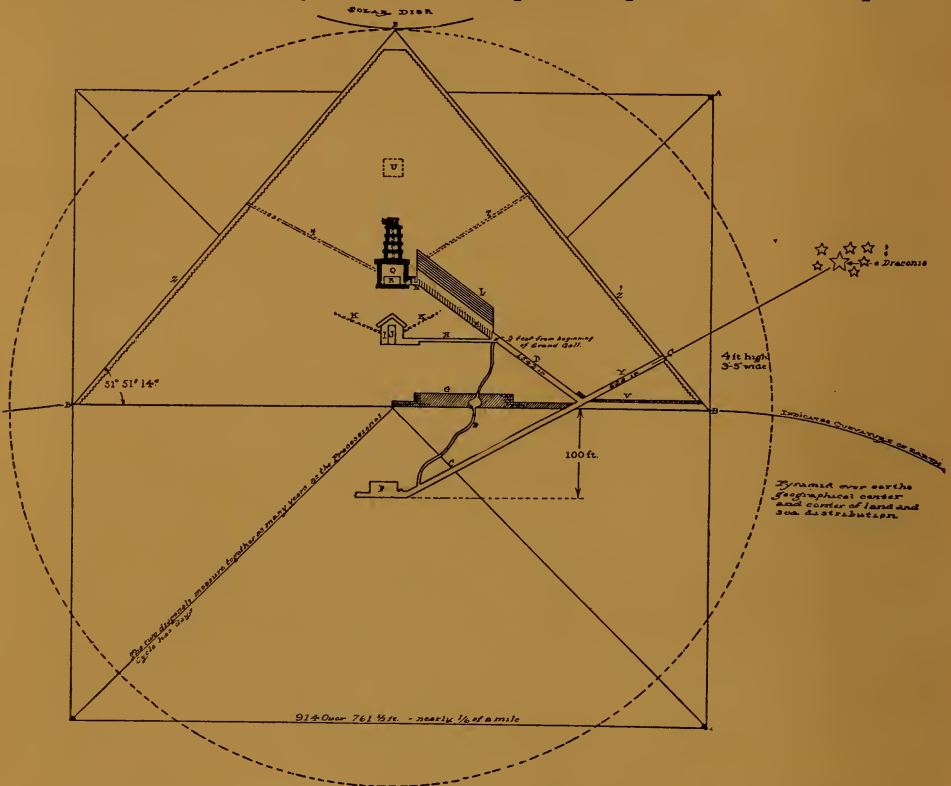 SOLAR DISK
E
A
U
T
T
Z
Z
Q
R
L
K
K
J
H
2 feet from beginning
of Grand Gall.
D
α Draconis
4 ft high
3-5 wide
Y
V
G
51° 51' 14"
B
B
INDICATES CURVATURE OF EARTH
100 ft.
C
F
Pyramid over earths
geographical center
and center of land and
sea distribution
The two diagonals measure together as many years as the Precessional
Cycle has days
9140 or 761 ½ ft. - nearly 1/6 of a mile